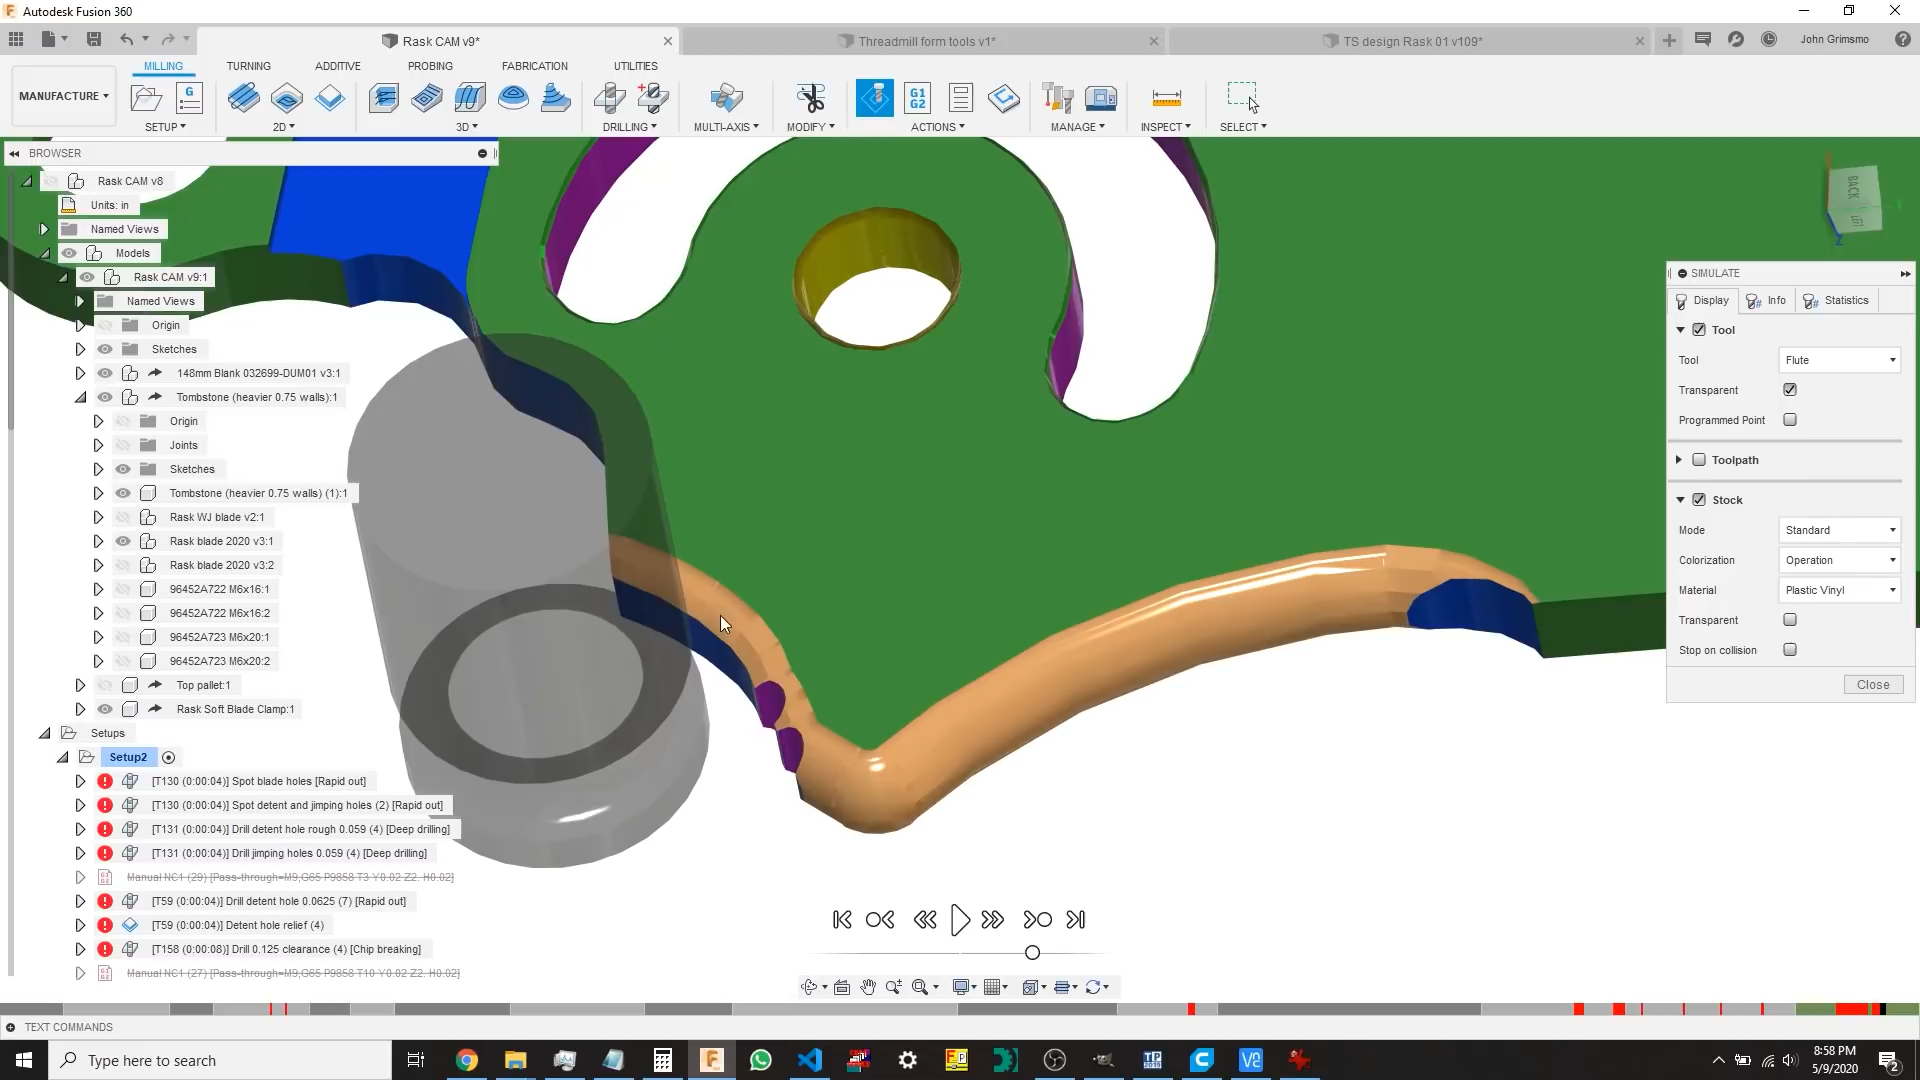 Autodesk Fusion 360
Rask CAM v9*
Threadmill form tools v1*
TS design Rask 01 v109*
John Grimsmo
MILLING
TURNING
ADDITIVE
PROBING
FABRICATION
UTILITIES
MANUFACTURE
G
G1
G2
SETUP
2D
3D
DRILLING
MULTI-AXIS
MODIFY
ACTIONS
MANAGE
INSPECT
SELECT
BROWSER
Rask CAM v8
Units: in
Named Views
Models
Rask CAM v9:1
Named Views
Origin
Sketches
148mm Blank 032699-DUM01 v3:1
Tombstone (heavier 0.75 walls):1
Origin
Joints
Sketches
Tombstone (heavier 0.75 walls) (1):1
Rask WJ blade v2:1
Rask blade 2020 v3:1
Rask blade 2020 v3:2
96452A722 M6x16:1
96452A722 M6x16:2
96452A723 M6x20:1
96452A723 M6x20:2
Top pallet:1
Rask Soft Blade Clamp:1
Setups
Setup2
[T130 (0:00:04)] Spot blade holes [Rapid out]
[T130 (0:00:04)] Spot detent and jimping holes (2) [Rapid out]
[T131 (0:00:04)] Drill detent hole rough 0.059 (4) [Deep drilling]
[T131 (0:00:04)] Drill jimping holes 0.059 (4) [Deep drilling]
Manual NC1 (29) [Pass-through=M9,G65 P9858 T3 Y0.02 Z2. H0.02]
[T59 (0:00:04)] Drill detent hole 0.0625 (7) [Rapid out]
[T59 (0:00:04)] Detent hole relief (4)
[T158 (0:00:08)] Drill 0.125 clearance (4) [Chip breaking]
Manual NC1 (27) [Pass-through=M9,G65 P9858 T10 Y0.02 Z2. H0.02]
BACK
LEFT
Z
SIMULATE
Display
Info
Statistics
Tool
Tool
Flute
Transparent
Programmed Point
Toolpath
Stock
Mode
Standard
Colorization
Operation
Material
Plastic Vinyl
Transparent
Stop on collision
Close
TEXT COMMANDS
Type here to search
8:58 PM
5/9/2020
2